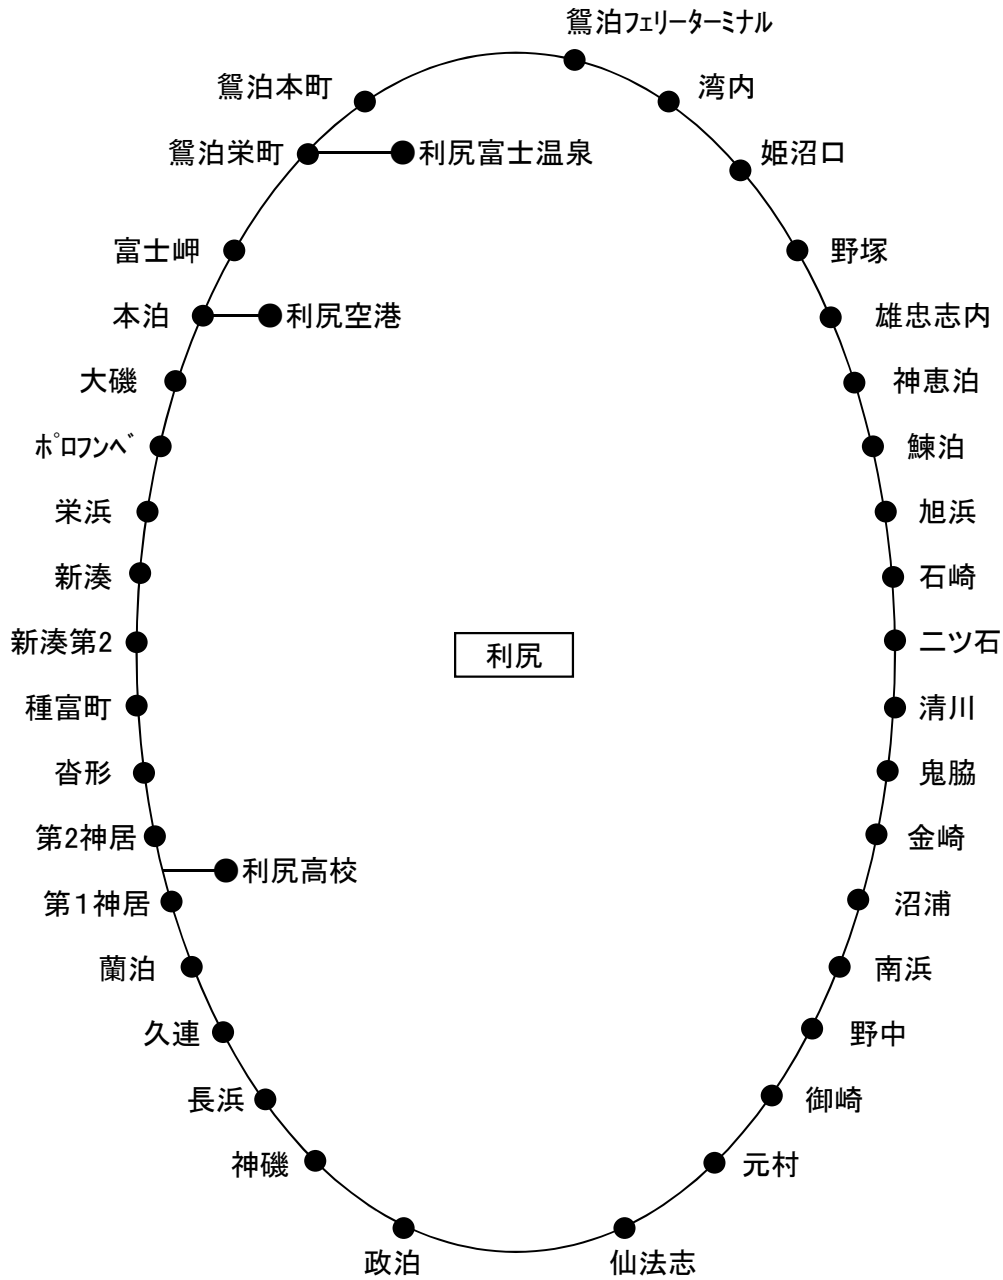 鴛泊フェリーターミナル
鴛泊本町
湾内
鴛泊栄町
利尻富士温泉
姫沼口
富士岬
野塚
本泊
利尻空港
雄忠志内
大磯
神恵泊
ﾎﾟﾛﾌﾝﾍﾞ
鰊泊
栄浜
旭浜
新湊
石崎
新湊第2
利尻
二ツ石
種富町
清川
沓形
鬼脇
第2神居
金崎
利尻高校
第1神居
沼浦
蘭泊
南浜
久連
野中
長浜
御崎
神磯
元村
政泊
仙法志